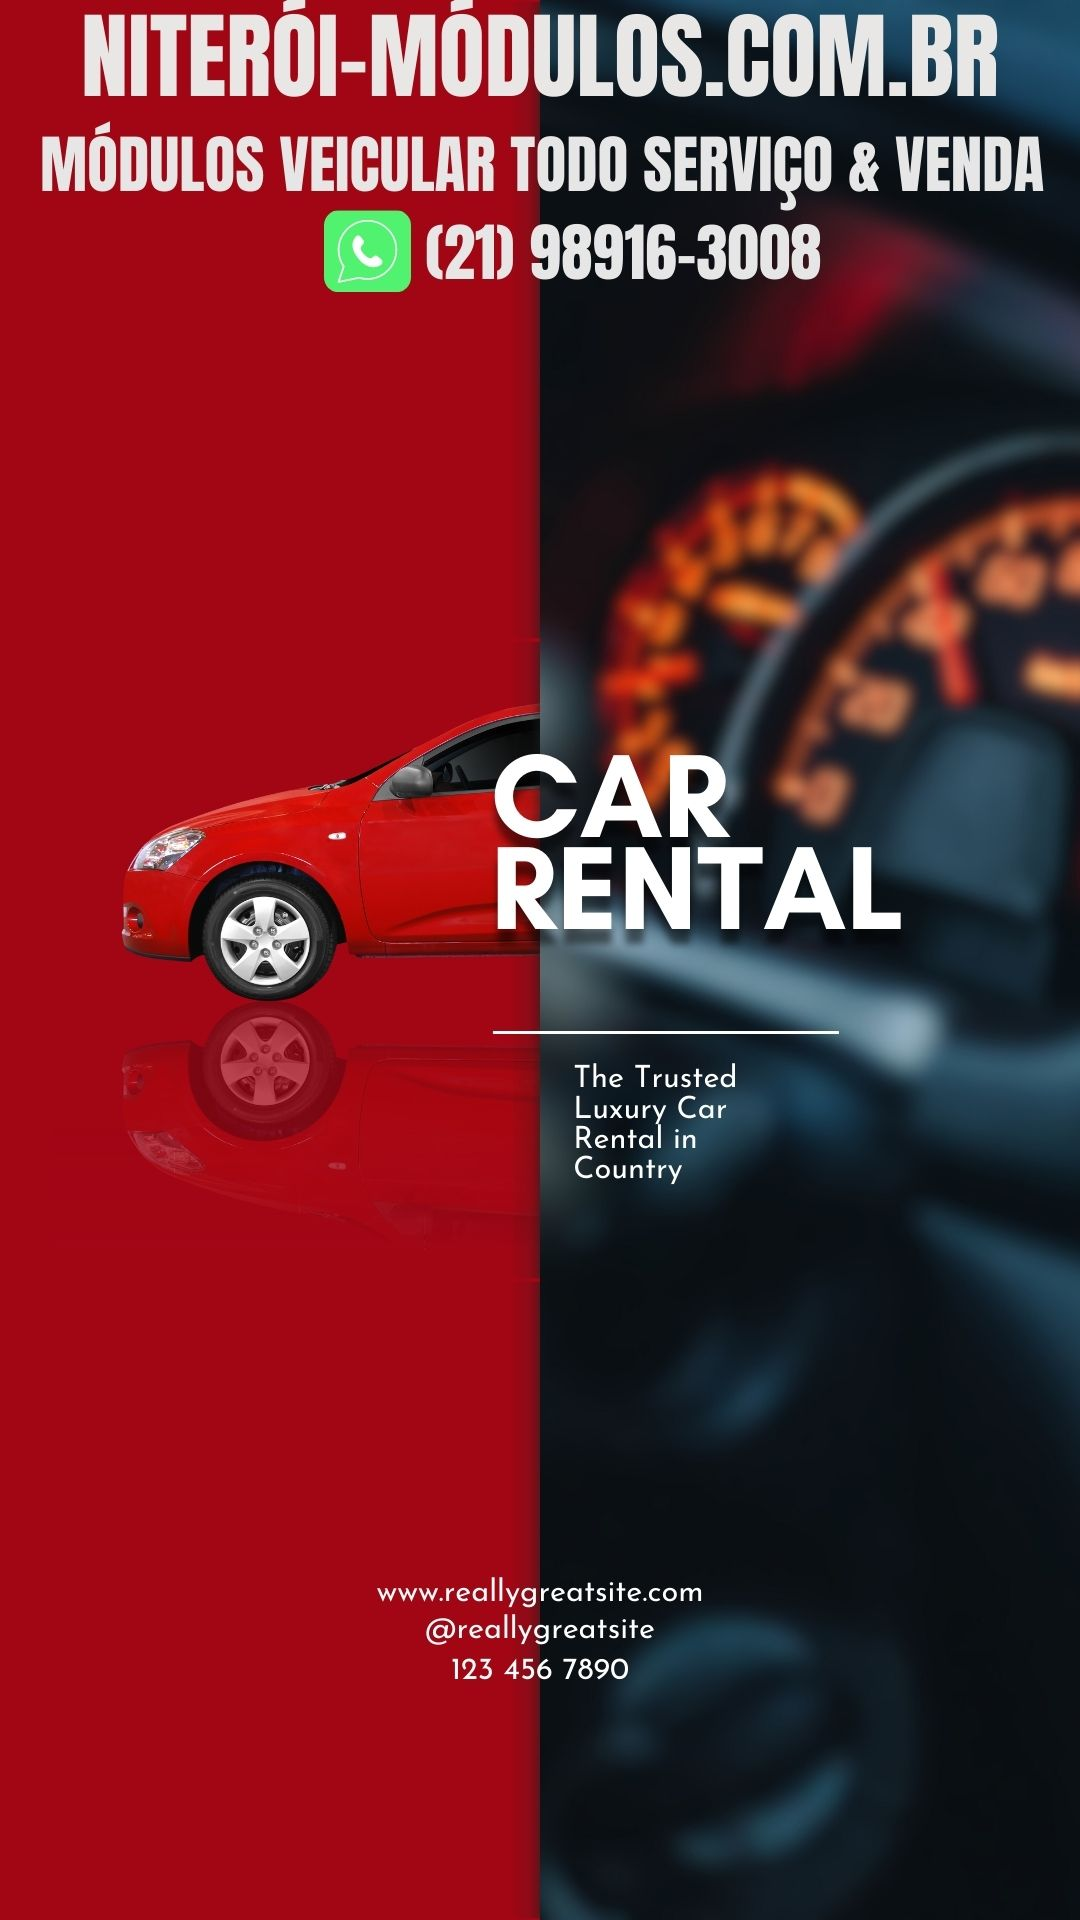 NITERÓI-MÓDULOS.COM.BR
MÓDULOS VEICULAR TODO SERVIÇO & VENDA
(21) 98916-3008
CAR
RENTAL
The Trusted
Luxury Car
Rental in
Country
www.reallygreatsite.com
@reallygreatsite
123 456 7890